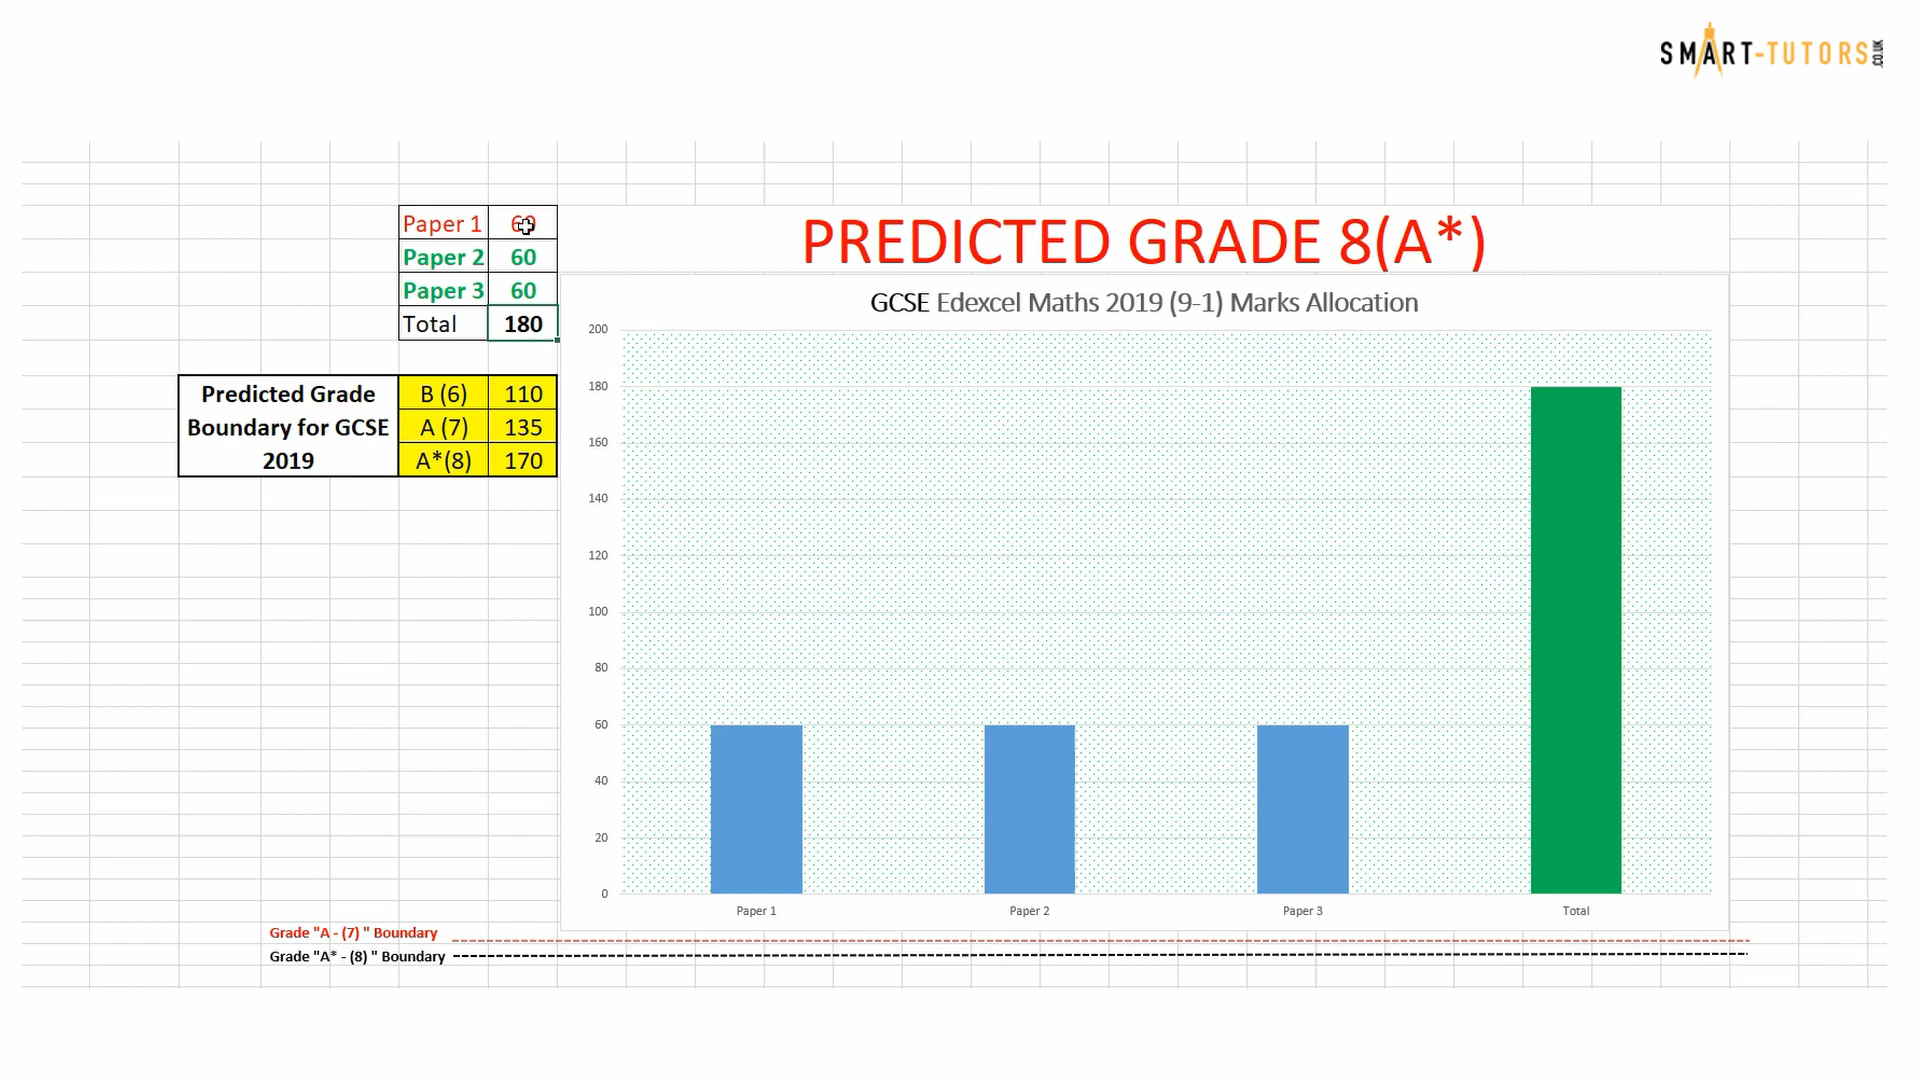 SMART-TUTORS.CO.UK
Paper 1 60
Paper 2 60
Paper 3 60
Total 180
PREDICTED GRADE 8(A*)
Predicted Grade Boundary for GCSE 2019
B (6) 110
A (7) 135
A*(8) 170
GCSE Edexcel Maths 2019 (9-1) Marks Allocation
200
180
160
140
120
100
80
60
40
20
0
Paper 1 Paper 2 Paper 3 Total
Grade "A - (7) " Boundary
Grade "A* - (8) " Boundary